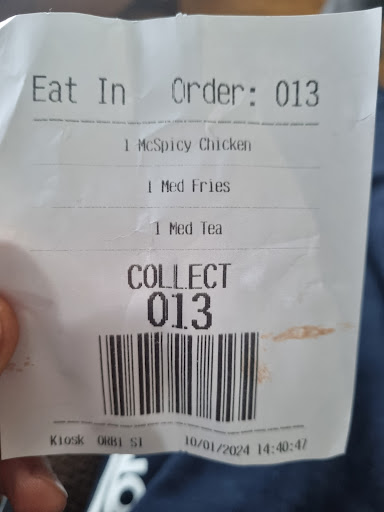 Eat In Order: 013
1 McSpicy Chicken
1 Med Fries
1 Med Tea
COLLECT
013
Kiosk ORB1 S1 10/01/2024 14:40:47